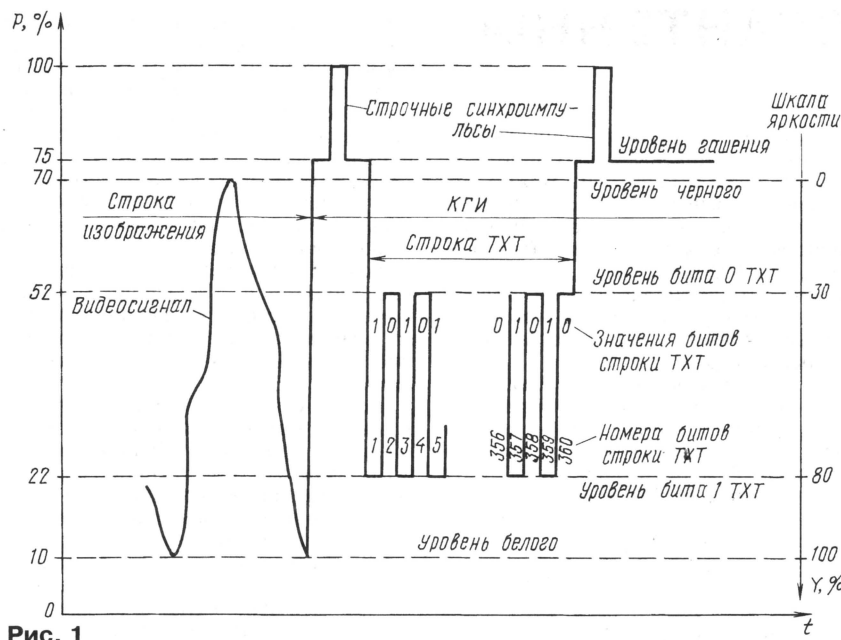 P, %
100
75
70
52
22
10
0
Строчные синхроимпу-
льсы
Шкала
яркости
Уровень гашения
0
Уровень черного
Строка
изображения
КГИ
Строка ТХТ
Уровень бита 0 ТХТ
30
Видеосигнал
1 0 1 0 1
0 1 0 1 0
Значения битов
строки ТХТ
1 2 3 4 5
356 357 358 359 360
Номера битов
строки ТХТ
Уровень бита 1 ТХТ
80
Уровень белого
100
Y, %
t
Рис. 1